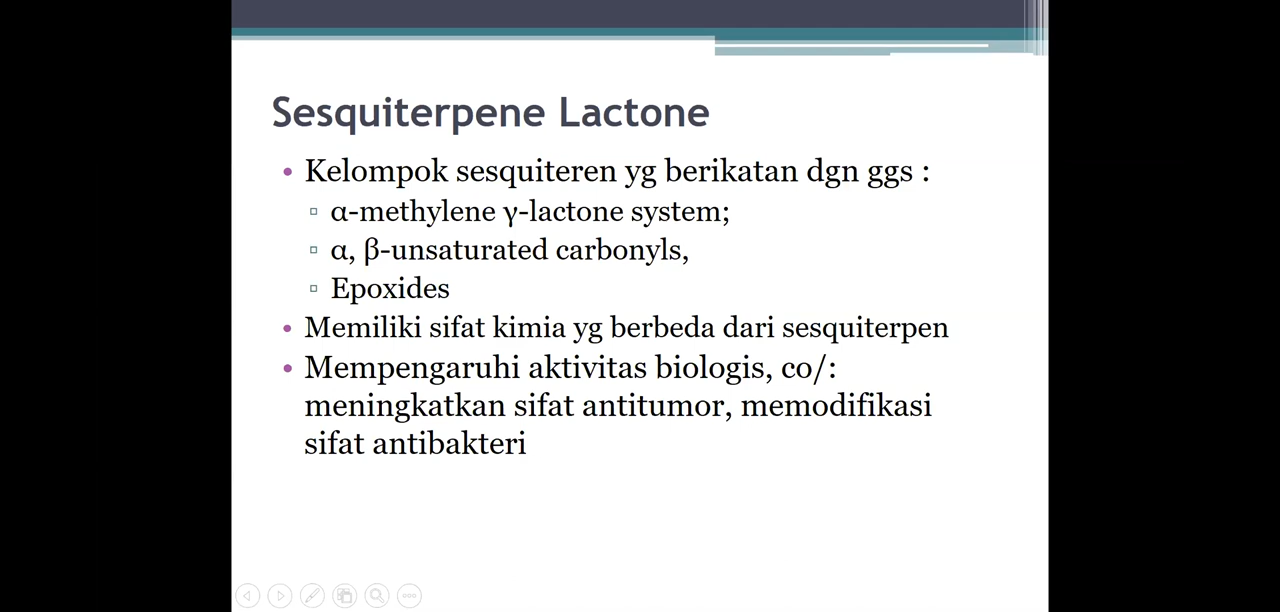 Sesquiterpene Lactone
• Kelompok sesquiteren yg berikatan dgn ggs :
▫ α-methylene γ-lactone system;
▫ α, β-unsaturated carbonyls,
▫ Epoxides
• Memiliki sifat kimia yg berbeda dari sesquiterpen
• Mempengaruhi aktivitas biologis, co/:
meningkatkan sifat antitumor, memodifikasi
sifat antibakteri